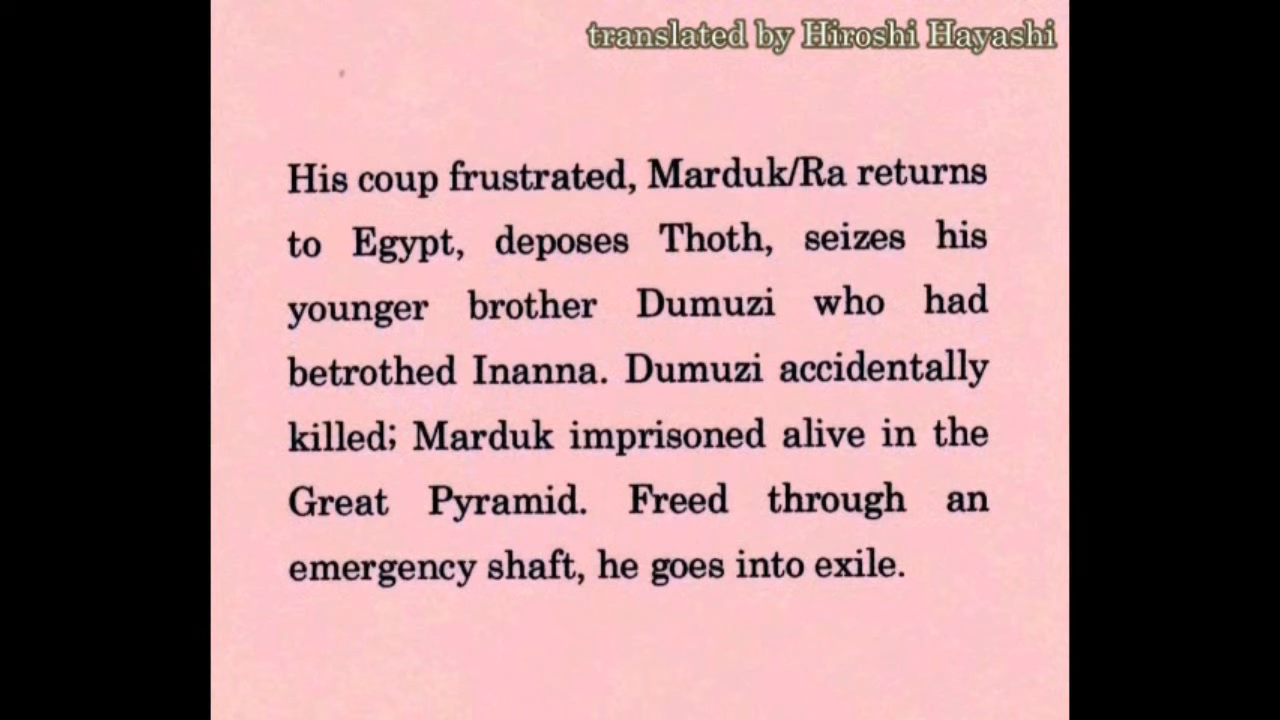 translated by Hiroshi Hayashi
His coup frustrated, Marduk/Ra returns
to Egypt, deposes Thoth, seizes his
younger brother Dumuzi who had
betrothed Inanna. Dumuzi accidentally
killed; Marduk imprisoned alive in the
Great Pyramid. Freed through an
emergency shaft, he goes into exile.